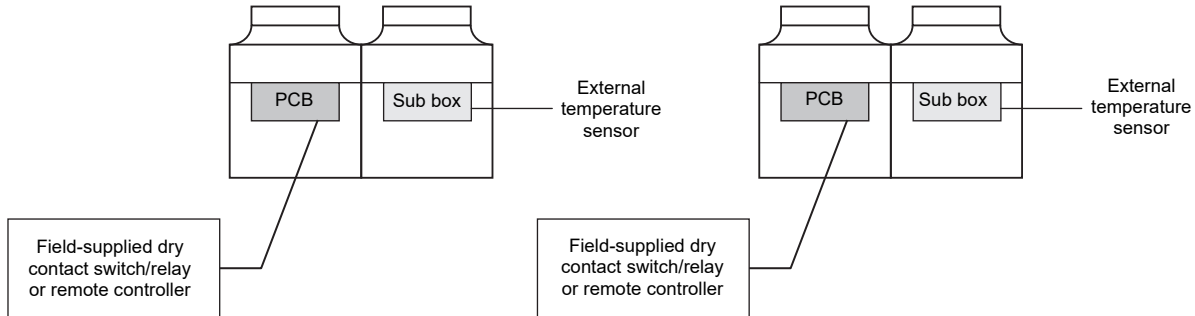 PCB
Sub box
External
temperature
sensor
Field-supplied dry
contact switch/relay
or remote controller
PCB
Sub box
External
temperature
sensor
Field-supplied dry
contact switch/relay
or remote controller